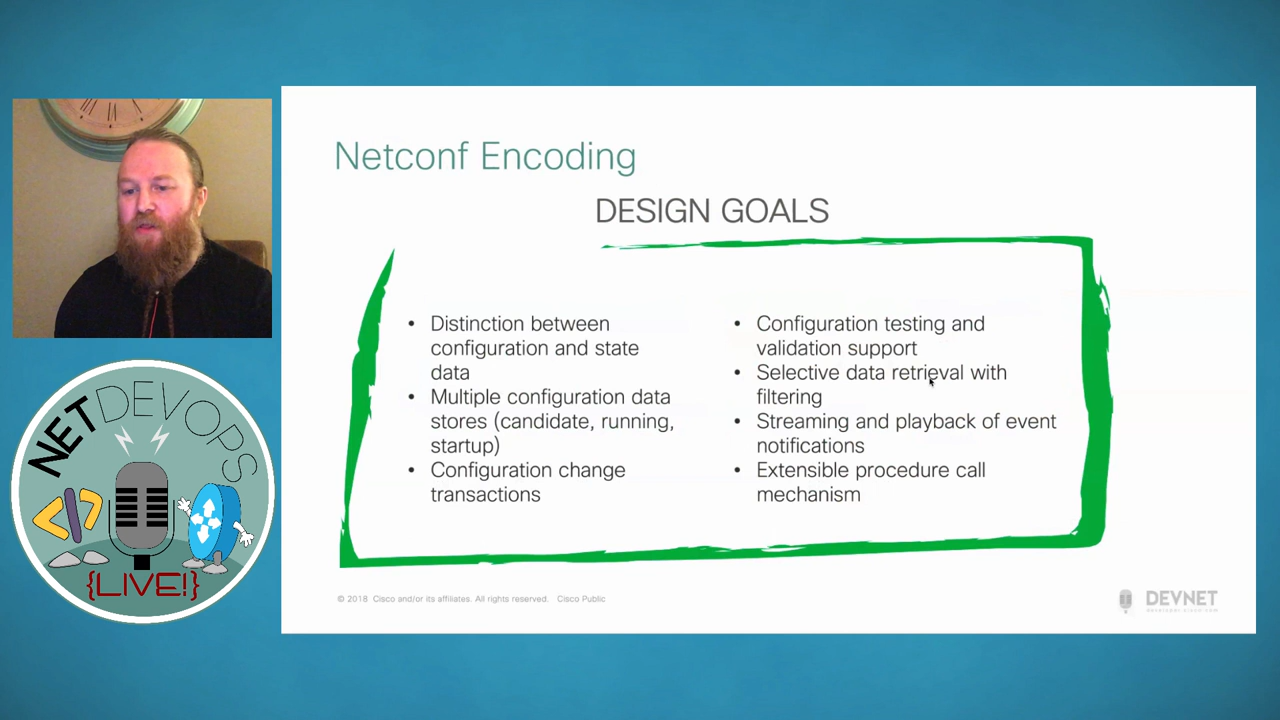 Netconf Encoding
DESIGN GOALS
• Distinction between
configuration and state
data
• Multiple configuration data
stores (candidate, running,
startup)
• Configuration change
transactions
• Configuration testing and
validation support
• Selective data retrieval with
filtering
• Streaming and playback of event
notifications
• Extensible procedure call
mechanism
© 2018 Cisco and/or its affiliates. All rights reserved. Cisco Public
DEVNET
NETDEVOPS
</>
{LIVE!}